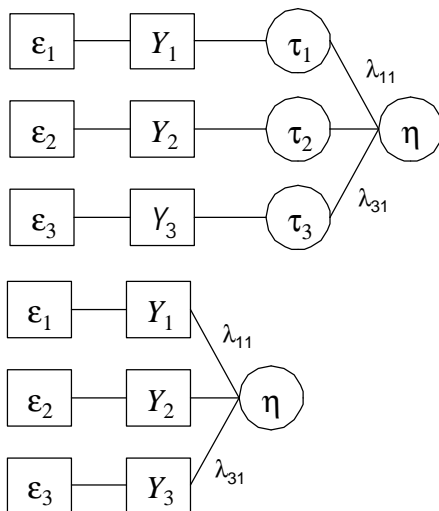 ε₁ Y₁ τ₁
λ₁₁
ε₂ Y₂ τ₂ η
ε₃ Y₃ τ₃
λ₃₁
ε₁ Y₁
λ₁₁
ε₂ Y₂ η
ε₃ Y₃
λ₃₁